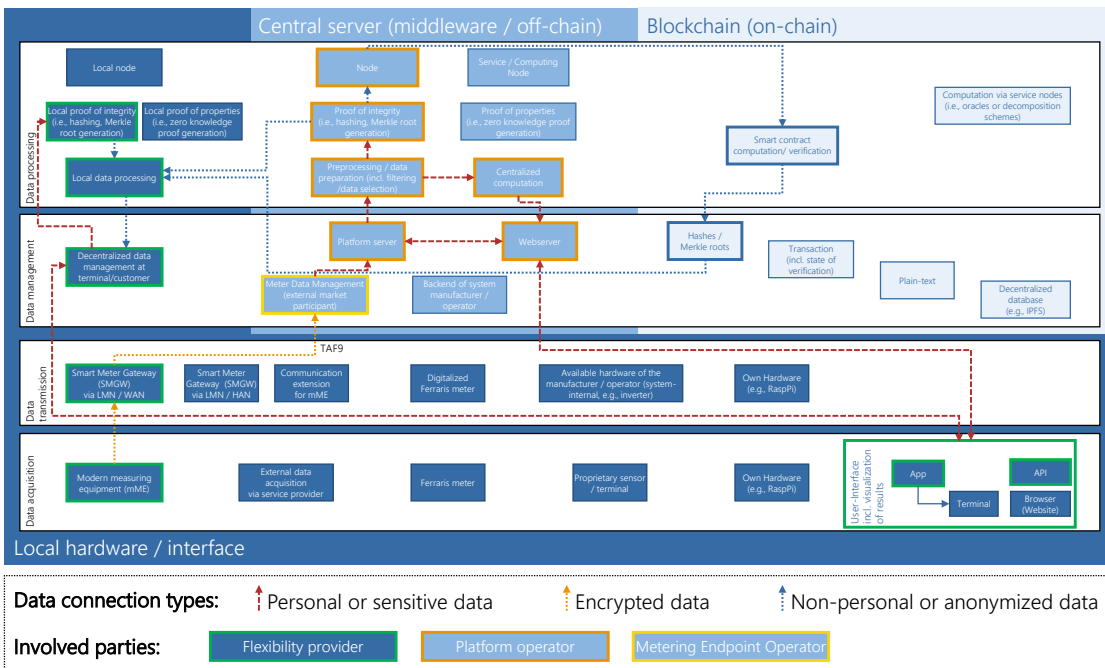 Central server (middleware / off-chain)
Blockchain (on-chain)
Data processing
Local node
Node
Service / Computing
Node
Local proof of integrity
(i.e., hashing, Merkle
root generation)
Local proof of properties
(i.e., zero knowledge
proof generation)
Proof of integrity
(i.e., hashing, Merkle root
generation)
Proof of properties
(i.e., zero knowledge proof
generation)
Computation via service nodes
(i.e., oracles or decomposition
schemes)
Smart contract
computation/ verification
Local data processing
Preprocessing / data
preparation (incl. filtering
/data selection)
Centralized
computation
Data management
Platform server
Webserver
Hashes /
Merkle roots
Transaction
(incl. state of
verification)
Decentralized data
management at
terminal/customer
Meter Data Management
(external market
participant)
Backend of system
manufacturer /
operator
Plain-text
Decentralized
database
(e.g., IPFS)
TAF9
Data
transmission
Smart Meter Gateway
(SMGW)
via LMN / WAN
Smart Meter
Gateway (SMGW)
via LMN / HAN
Communication
extension
for mME
Digitalized
Ferraris meter
Available hardware of the
manufacturer / operator (system-
internal, e.g., inverter)
Own Hardware
(e.g., RaspPi)
Data acquisition
Modern measuring
equipment (mME)
External data
acquisition
via service provider
Ferraris meter
Proprietary sensor
/ terminal
Own Hardware
(e.g., RaspPi)
User-Interface
incl. visualization
of results
App
API
Terminal
Browser
(Website)
Local hardware / interface
Data connection types:
Personal or sensitive data
Encrypted data
Non-personal or anonymized data
Involved parties:
Flexibility provider
Platform operator
Metering Endpoint Operator